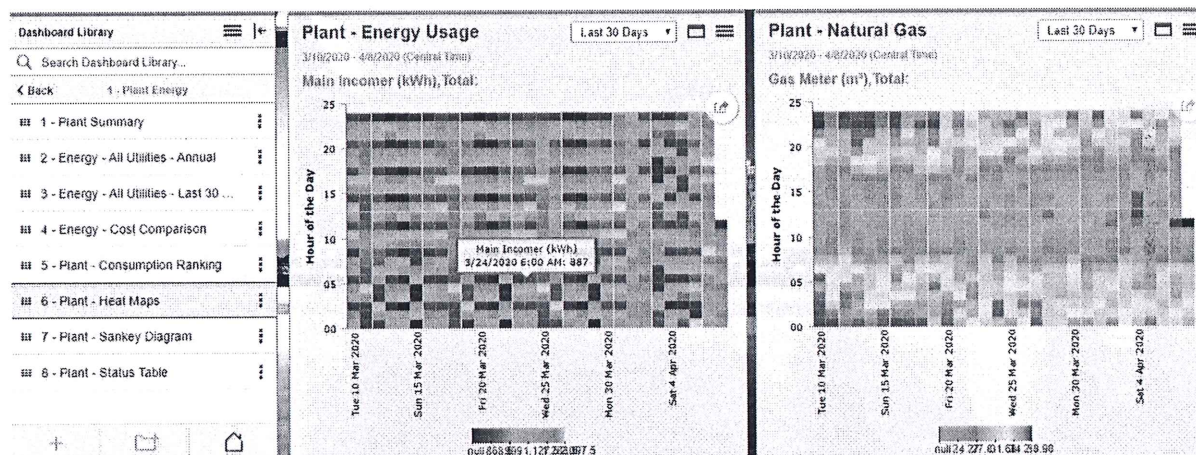 Dashboard Library
Search Dashboard Library...
Back
1 - Plant Energy
1 - Plant Summary
2 - Energy - All Utilities - Annual
3 - Energy - All Utilities - Last 30 ...
4 - Energy - Cost Comparison
5 - Plant - Consumption Ranking
6 - Plant - Heat Maps
7 - Plant - Sankey Diagram
8 - Plant - Status Table
Plant - Energy Usage
Last 30 Days
3/10/2020 - 4/8/2020 (Central Time)
Main Incomer (kWh), Total:
Hour of the Day
25
20
15
10
05
00
Main Incomer (kWh)
3/24/2020 6:00 AM: 887
Tue 10 Mar 2020
Sun 15 Mar 2020
Fri 20 Mar 2020
Wed 25 Mar 2020
Mon 30 Mar 2020
Sat 4 Apr 2020
null
Plant - Natural Gas
Last 30 Days
3/10/2020 - 4/8/2020 (Central Time)
Gas Meter (m³), Total:
Hour of the Day
25
20
15
10
05
00
Tue 10 Mar 2020
Sun 15 Mar 2020
Fri 20 Mar 2020
Wed 25 Mar 2020
Mon 30 Mar 2020
Sat 4 Apr 2020
null